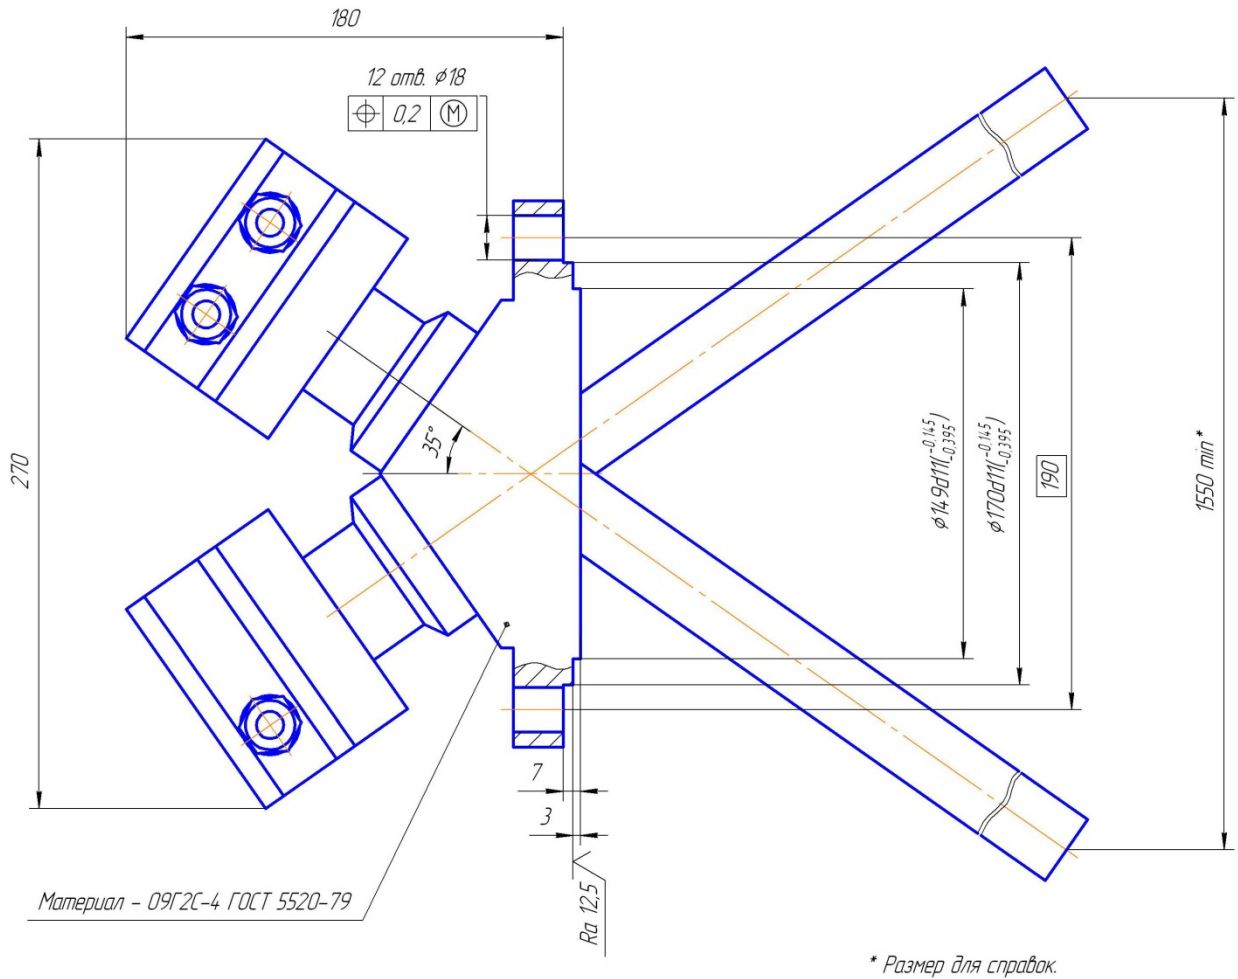 180
12 отв. ⌀18
⌖ 0,2 Ⓜ
270
35°
⌀149d11(-0,145 -0,395)
⌀170d11(-0,145 -0,395)
190
1550 min*
7
3
Ra 12,5
Материал - 09Г2С-4 ГОСТ 5520-79
* Размер для справок.